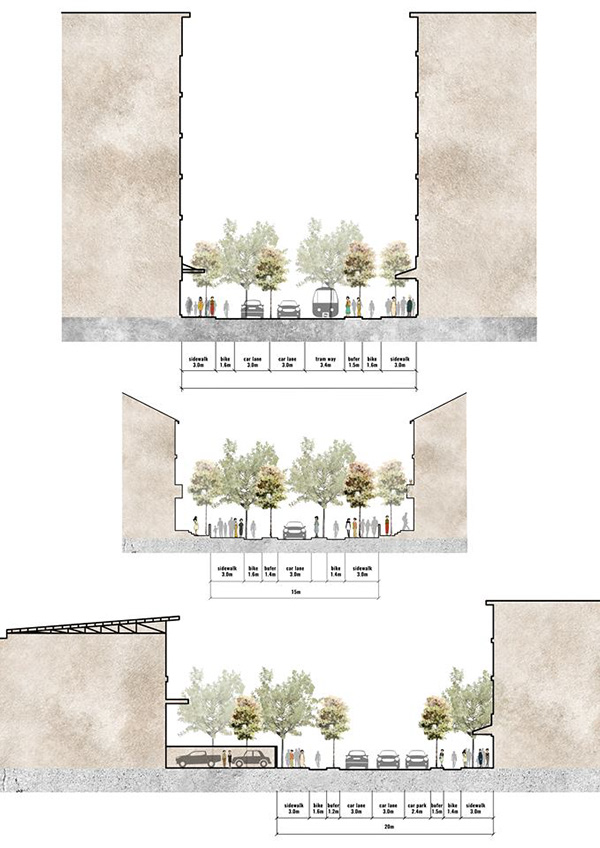 sidewalk bike car lane car lane tram way bufer bike sidewalk
3.0m 1.6m 3.0m 3.0m 3.4m 1.5m 1.6m 3.0m
sidewalk bike bufer car lane bike sidewalk
3.0m 1.6m 1.4m 3.0m 1.4m 3.0m
15m
sidewalk bike bufer car lane car lane car park bufer bike sidewalk
3.0m 1.6m 1.2m 3.0m 3.0m 2.4m 1.5m 1.4m 3.0m
20m